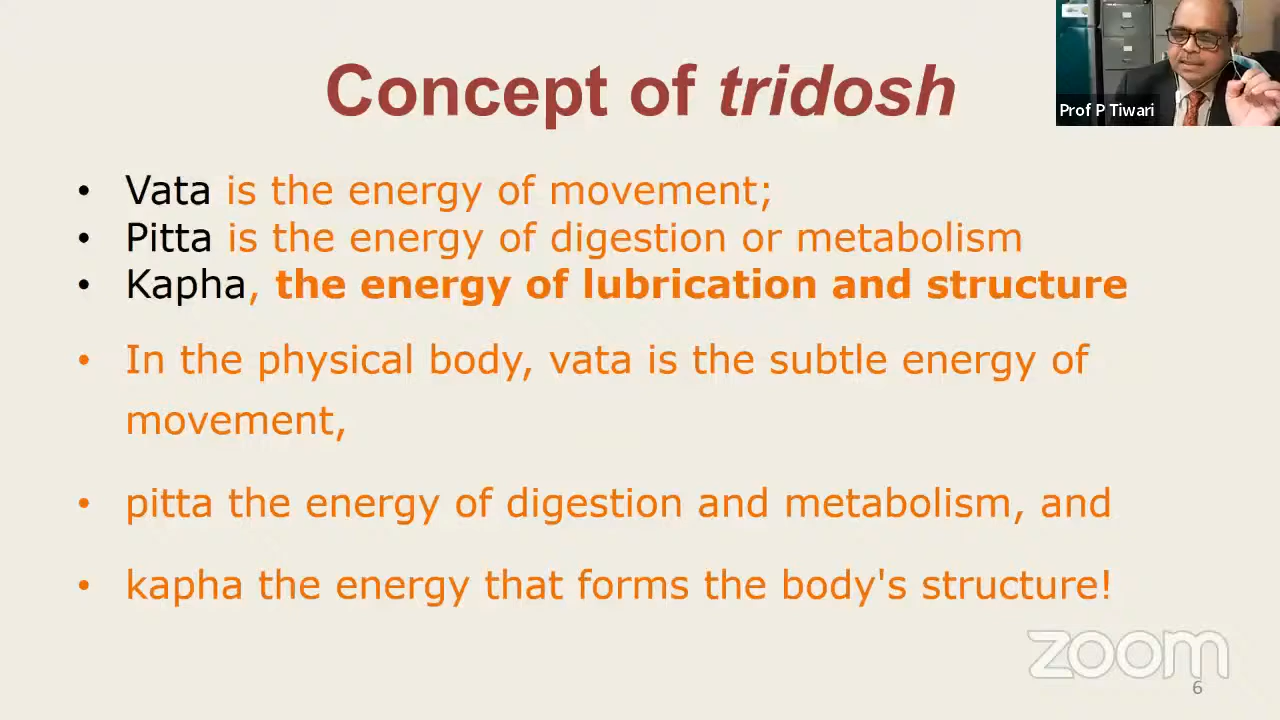 Concept of tridosh
Prof P Tiwari
• Vata is the energy of movement;
• Pitta is the energy of digestion or metabolism
• Kapha, the energy of lubrication and structure
• In the physical body, vata is the subtle energy of
movement,
• pitta the energy of digestion and metabolism, and
• kapha the energy that forms the body's structure!
zoom
6